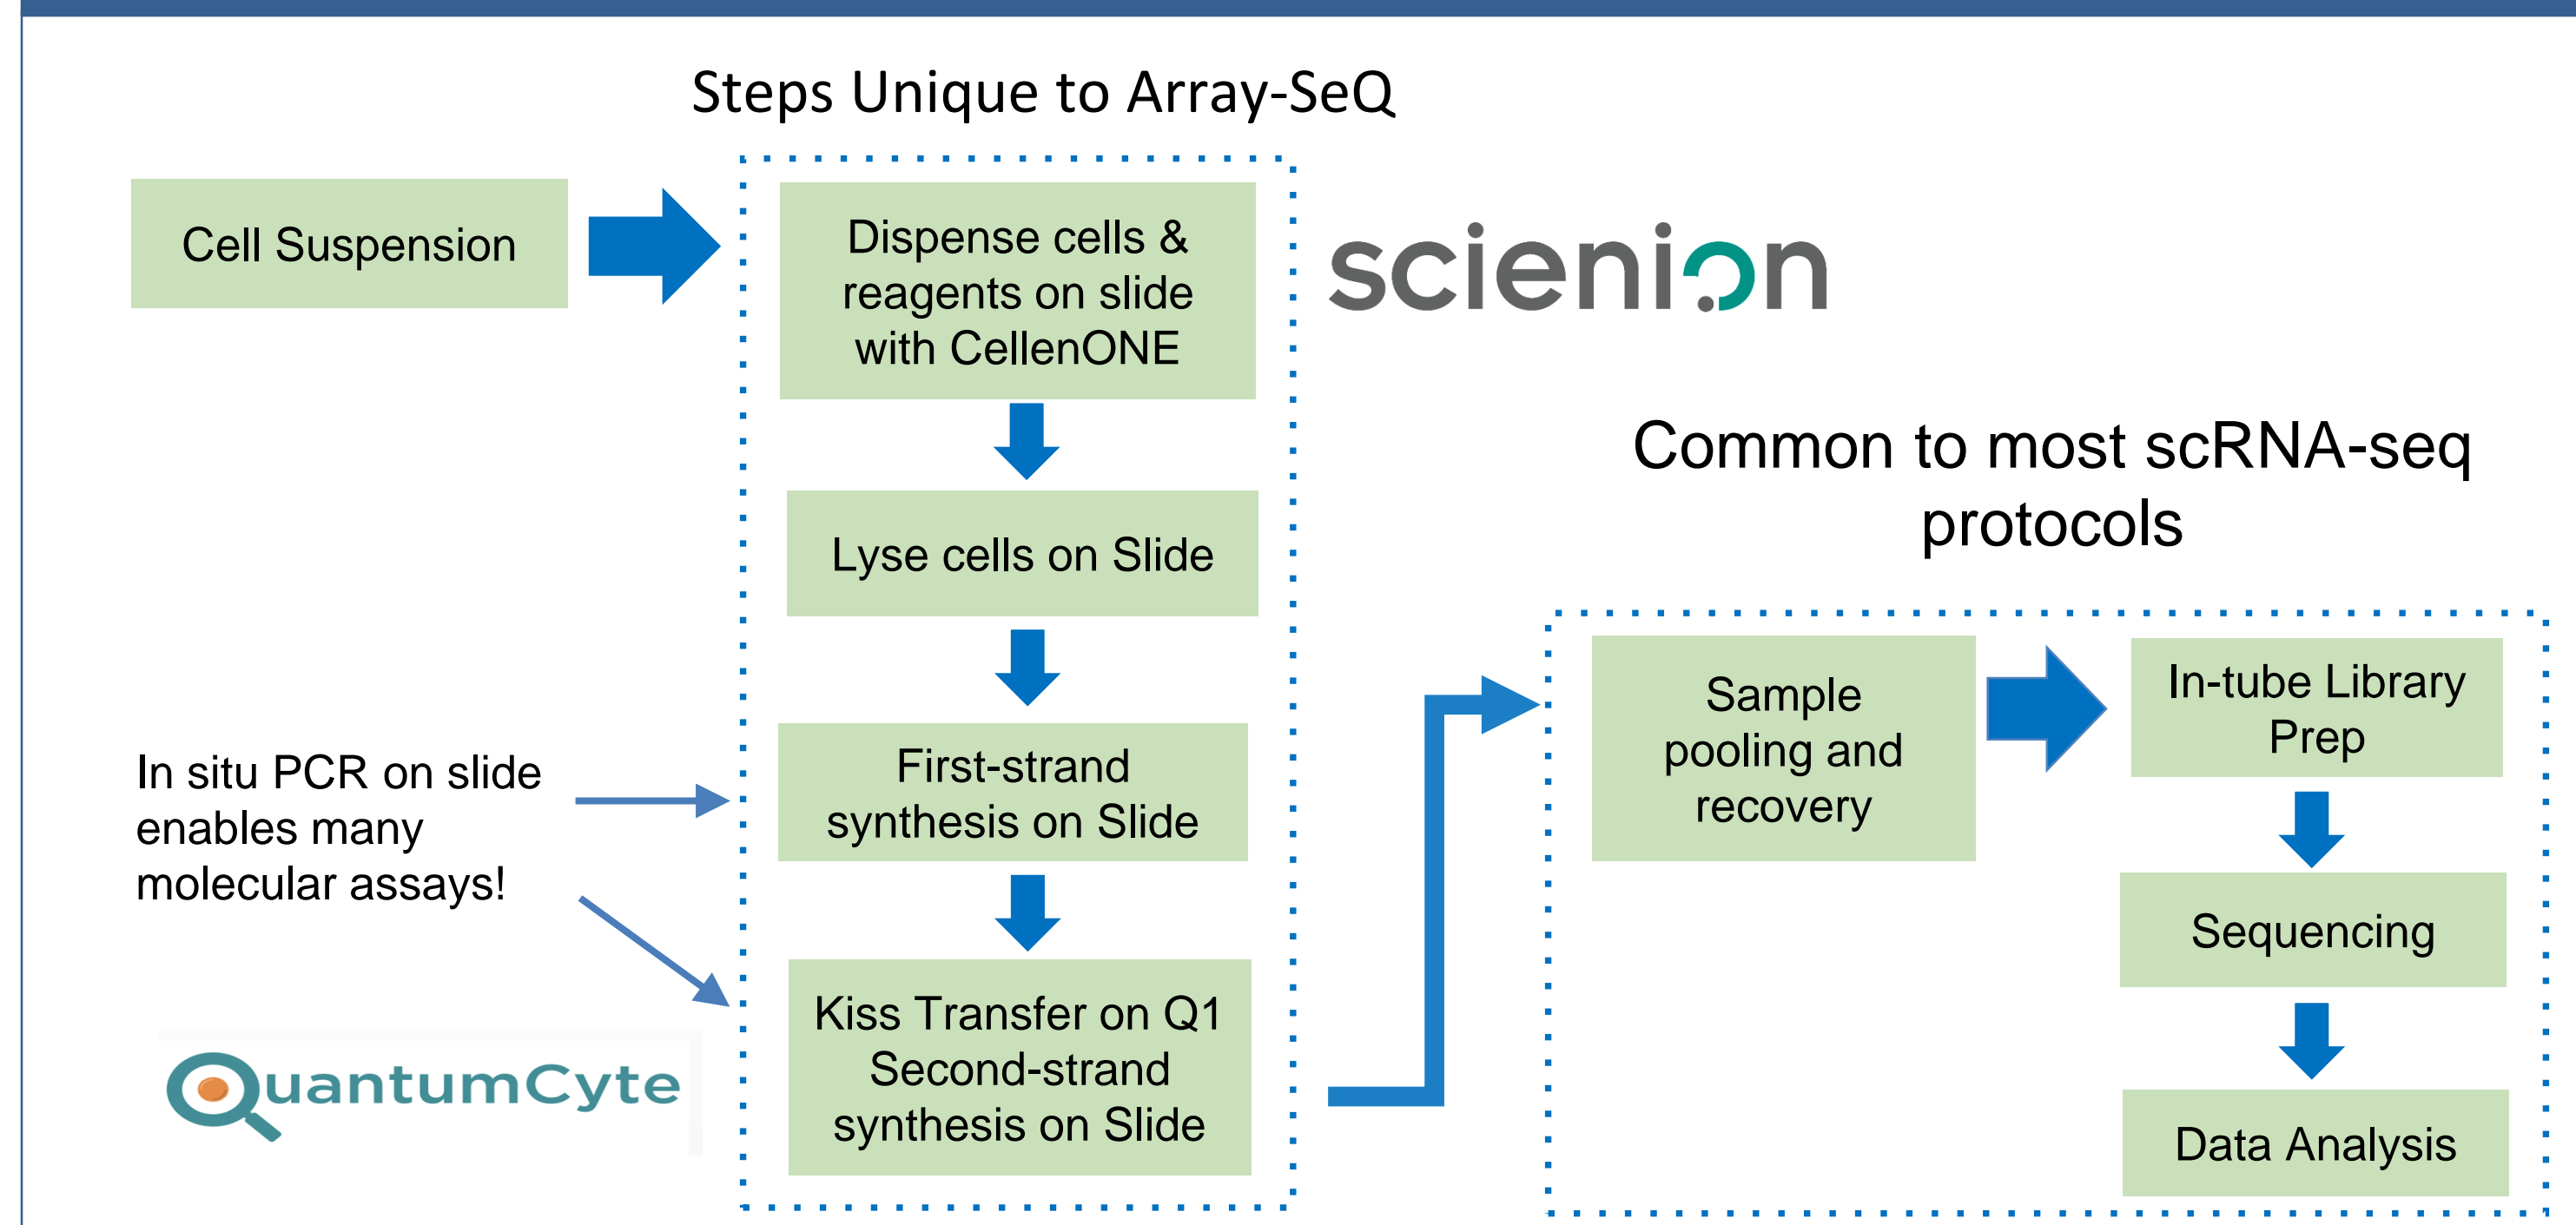 Steps Unique to Array-SeQ
Cell Suspension
Dispense cells &
reagents on slide
with CellenONE
scienion
Lyse cells on Slide
First-strand
synthesis on Slide
In situ PCR on slide
enables many
molecular assays!
Kiss Transfer on Q1
Second-strand
synthesis on Slide
QuantumCyte
Common to most scRNA-seq
protocols
Sample
pooling and
recovery
In-tube Library
Prep
Sequencing
Data Analysis